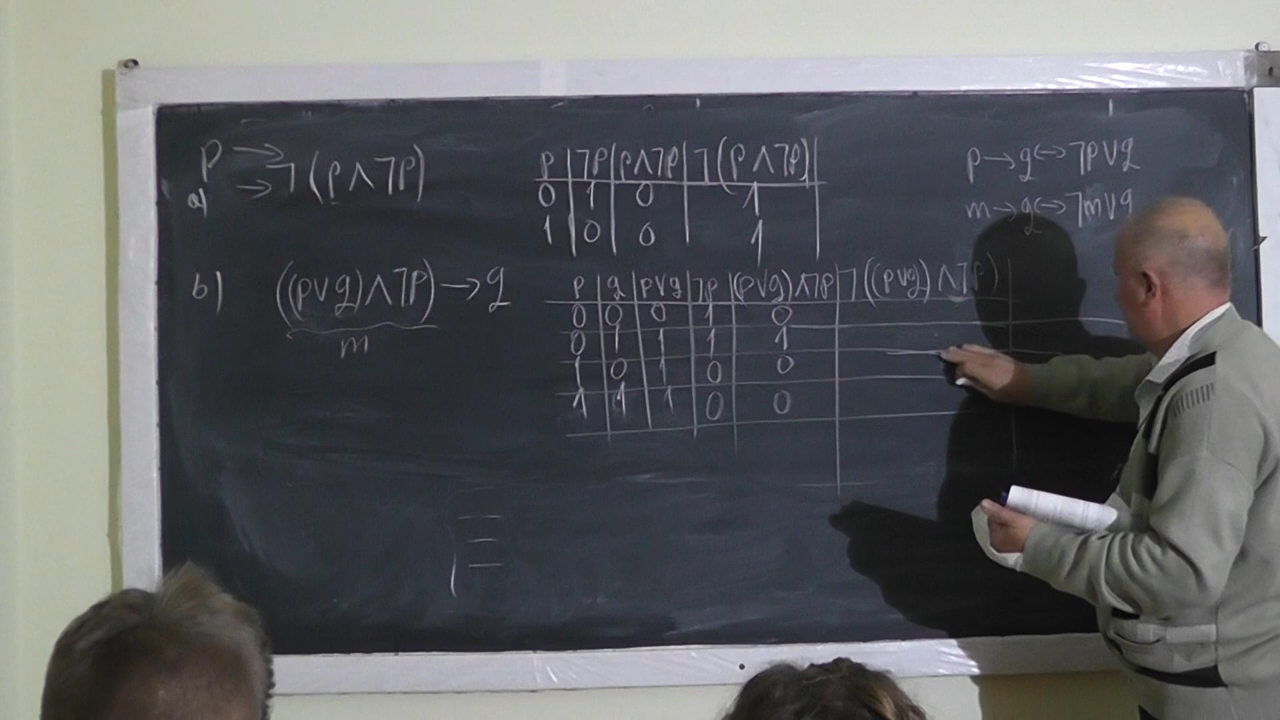 p →
a) → ¬(p∧¬p)
p | ¬p | p∧¬p | ¬(p∧¬p)
0 | 1 | 0 | 1
1 | 0 | 0 | 1
p→g↔¬p∨g
m→g↔¬m∨g
b) ((p∨g)∧¬p)→g
m
p | g | p∨g | ¬p | (p∨g)∧¬p | ¬((p∨g)∧¬p)
0 | 0 | 0 | 1 | 0
0 | 1 | 1 | 1 | 1
1 | 0 | 1 | 0 | 0
1 | 1 | 1 | 0 | 0